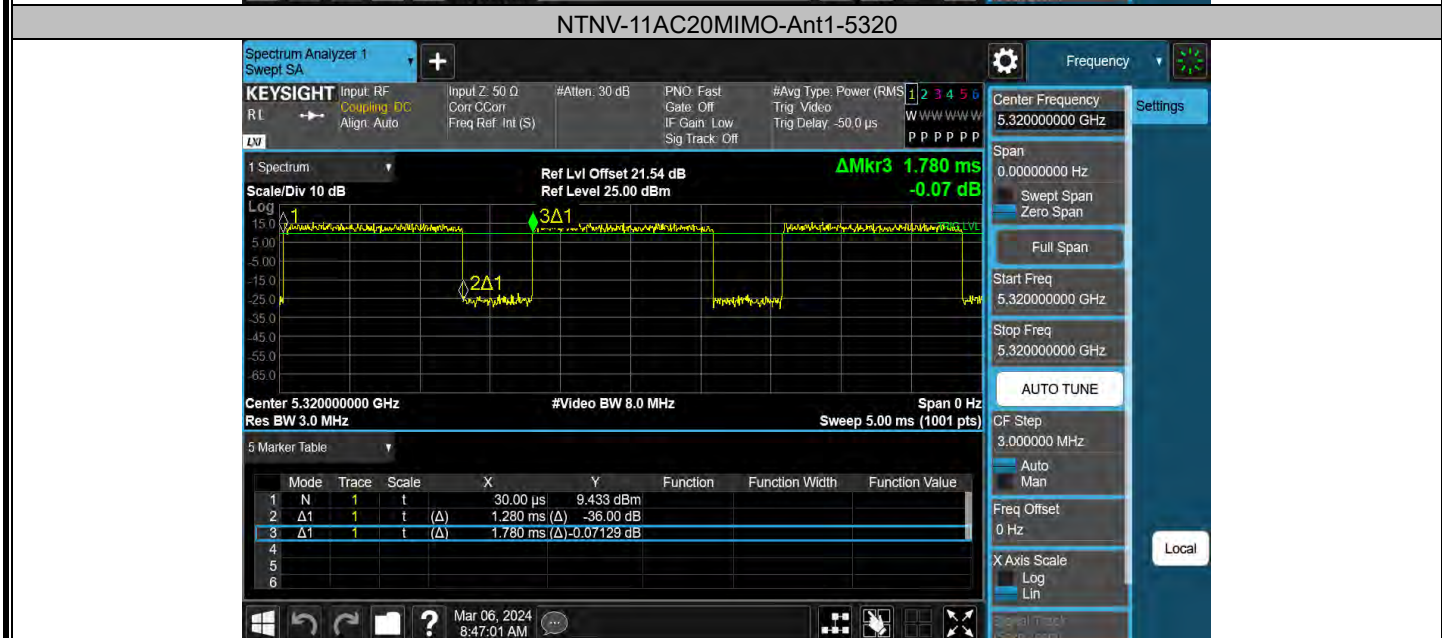 NTNV-11AC20MIMO-Ant1-5320
Spectrum Analyzer 1
Swept SA
+
Frequency
KEYSIGHT
RL
LXI
Input: RF
Coupling: DC
Align: Auto
Input Z: 50 Ω
Corr CCorr
Freq Ref: Int (S)
#Atten: 30 dB
PNO: Fast
Gate: Off
IF Gain: Low
Sig Track: Off
#Avg Type: Power (RMS
Trig: Video
Trig Delay: -50.0 µs
1 2 3 4 5 6
W W W W W W
P P P P P P
Center Frequency
5.320000000 GHz
Settings
Span
0.00000000 Hz
Swept Span
Zero Span
Full Span
Start Freq
5.320000000 GHz
Stop Freq
5.320000000 GHz
AUTO TUNE
CF Step
3.000000 MHz
Auto
Man
Freq Offset
0 Hz
X Axis Scale
Log
Lin
Signal Track
Local
1 Spectrum
Scale/Div 10 dB
Log
Ref Lvl Offset 21.54 dB
Ref Level 25.00 dBm
ΔMkr3 1.780 ms
-0.07 dB
15.0
5.00
-5.00
-15.0
-25.0
-35.0
-45.0
-55.0
-65.0
1
2Δ1
3Δ1
TRIG LVL
Center 5.320000000 GHz
Res BW 3.0 MHz
#Video BW 8.0 MHz
Span 0 Hz
Sweep 5.00 ms (1001 pts)
5 Marker Table
Mode Trace Scale X Y Function Function Width Function Value
1 N 1 t 30.00 µs 9.433 dBm
2 Δ1 1 t (Δ) 1.280 ms (Δ) -36.00 dB
3 Δ1 1 t (Δ) 1.780 ms (Δ) -0.07129 dB
4
5
6
?
Mar 06, 2024
8:47:01 AM